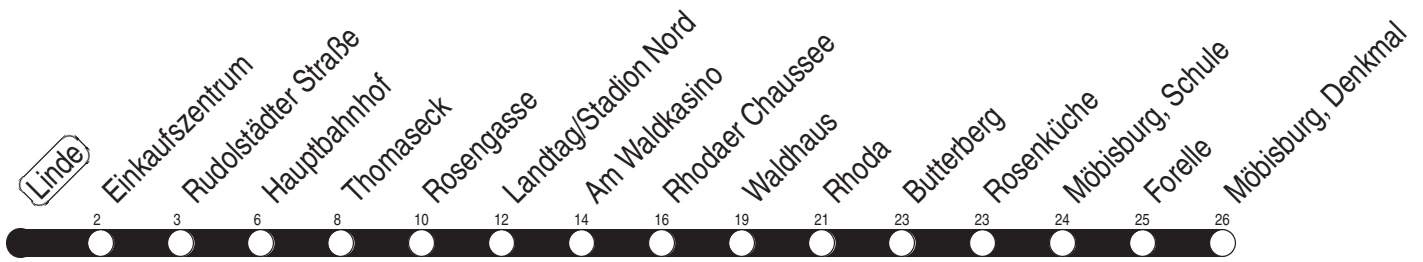 Linde
Einkaufszentrum
Rudolstädter Straße
Hauptbahnhof
Thomaseck
Rosengasse
Landtag/Stadion Nord
Am Waldkasino
Rhodaer Chaussee
Waldhaus
Rhoda
Butterberg
Rosenküche
Möbisburg, Schule
Forelle
Möbisburg, Denkmal
2 3 6 8 10 12 14 16 19 21 23 23 24 25 26